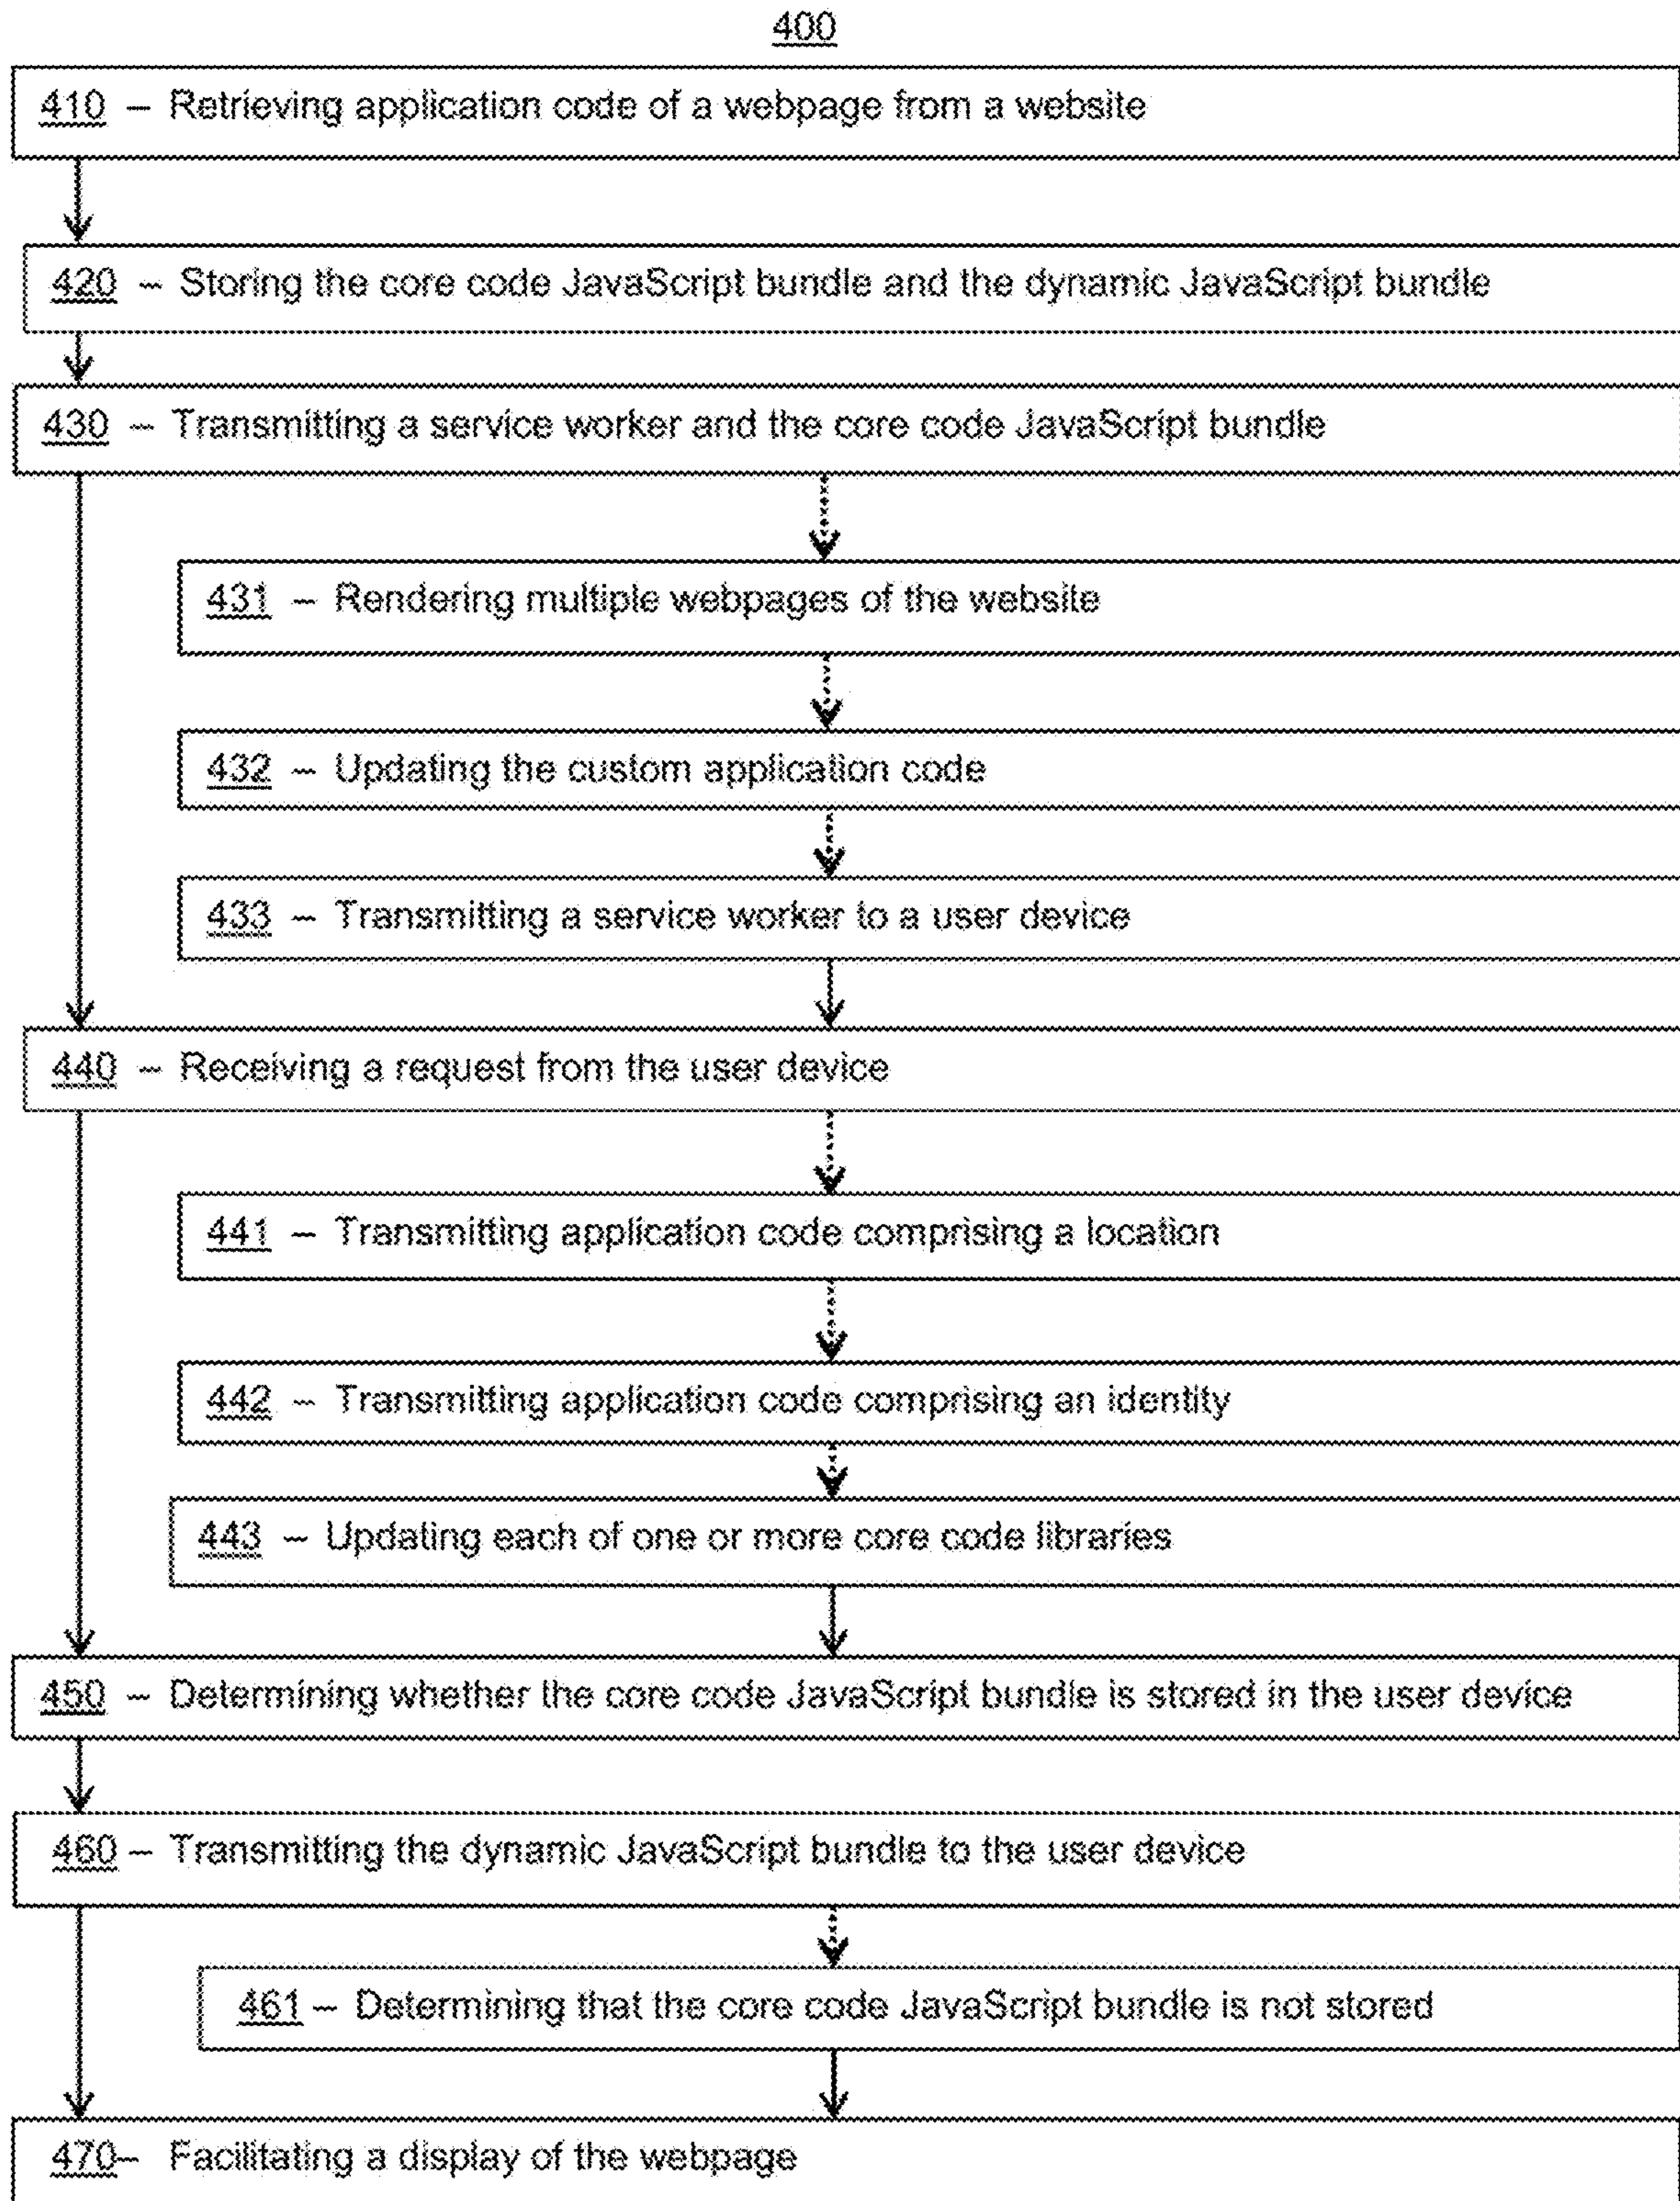 400
410 – Retrieving application code of a webpage from a website
420 – Storing the core code JavaScript bundle and the dynamic JavaScript bundle
430 – Transmitting a service worker and the core code JavaScript bundle
431 – Rendering multiple webpages of the website
432 – Updating the custom application code
433 – Transmitting a service worker to a user device
440 – Receiving a request from the user device
441 – Transmitting application code comprising a location
442 – Transmitting application code comprising an identity
443 – Updating each of one or more core code libraries
450 – Determining whether the core code JavaScript bundle is stored in the user device
460 – Transmitting the dynamic JavaScript bundle to the user device
461 – Determining that the core code JavaScript bundle is not stored
470– Facilitating a display of the webpage